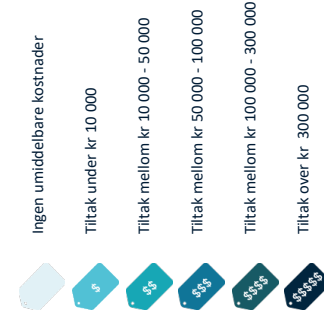 Ingen umiddelbare kostnader
Tiltak under kr 10 000
Tiltak mellom kr 10 000 - 50 000
Tiltak mellom kr 50 000 - 100 000
Tiltak mellom kr 100 000 - 300 000
Tiltak over kr  300 000
$
$$
$$$
$$$$
$$$$$